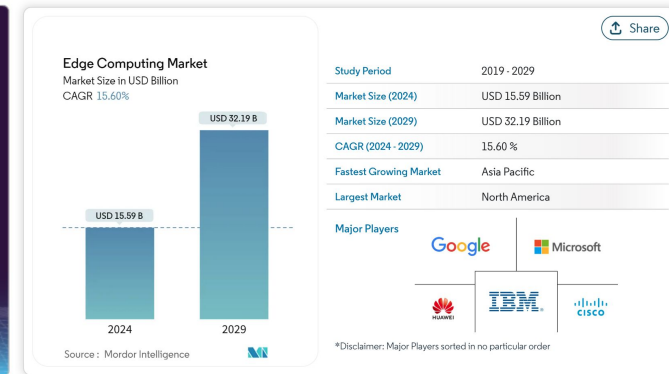 Share
Edge Computing Market
Market Size in USD Billion
CAGR 15.60%
USD 32.19 B
USD 15.59 B
2024 2029
Source : Mordor Intelligence
Study Period 2019 - 2029
Market Size (2024) USD 15.59 Billion
Market Size (2029) USD 32.19 Billion
CAGR (2024 - 2029) 15.60 %
Fastest Growing Market Asia Pacific
Largest Market North America
Major Players
Google Microsoft
HUAWEI IBM CISCO
*Disclaimer: Major Players sorted in no particular order